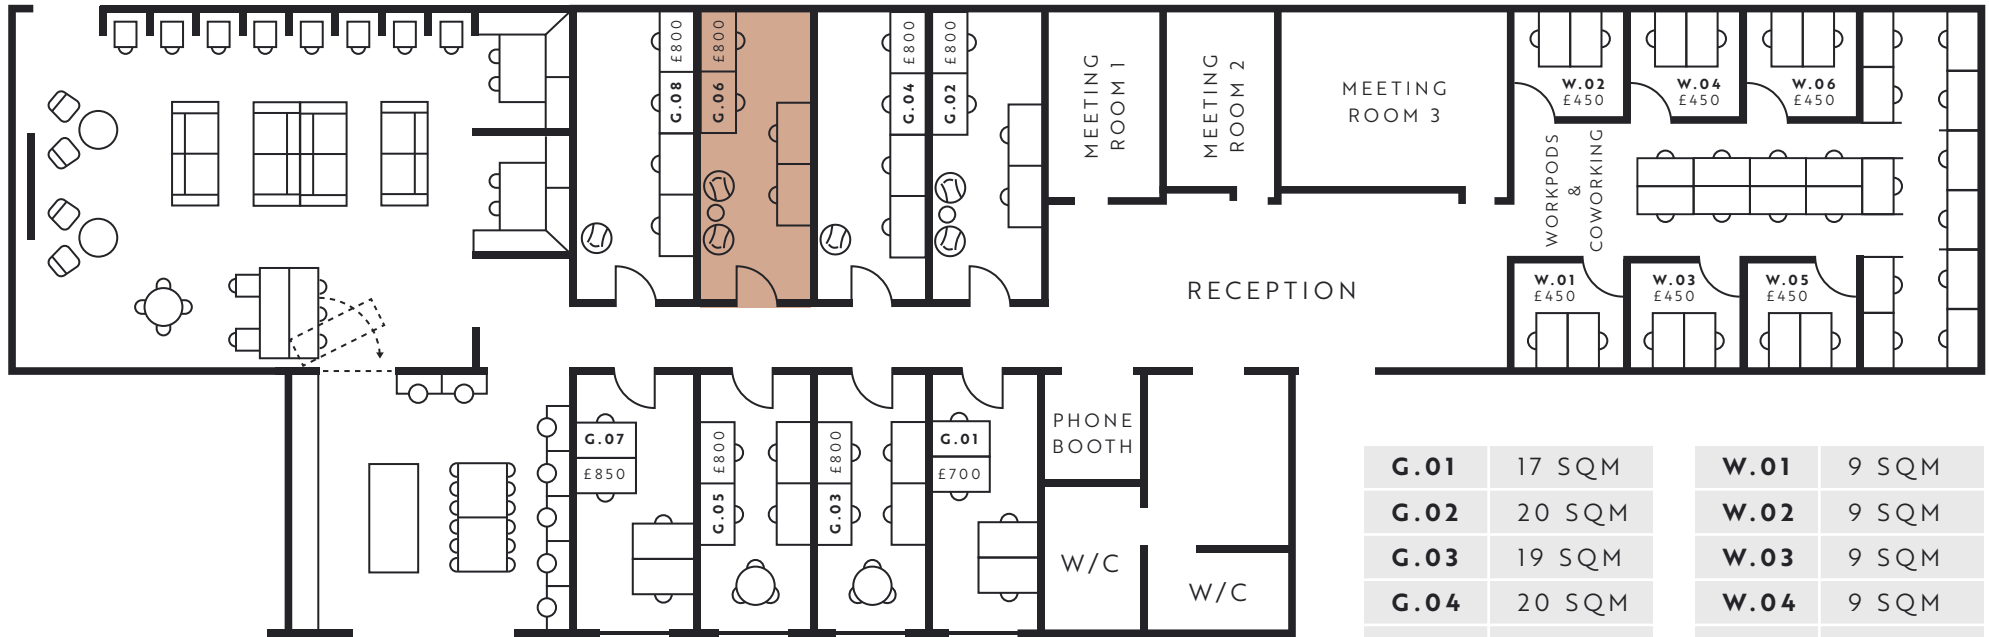 £800
G.08
£800
G.06
£800
G.04
£800
G.02
MEETING
ROOM 1
MEETING
ROOM 2
MEETING
ROOM 3
W.02
£450
W.04
£450
W.06
£450
WORKPODS
&
COWORKING
RECEPTION
W.01
£450
W.03
£450
W.05
£450
G.07
£850
£800
G.05
£800
G.03
G.01
£700
PHONE
BOOTH
W/C
W/C
G.01 17 SQM
G.02 20 SQM
G.03 19 SQM
G.04 20 SQM
W.01 9 SQM
W.02 9 SQM
W.03 9 SQM
W.04 9 SQM